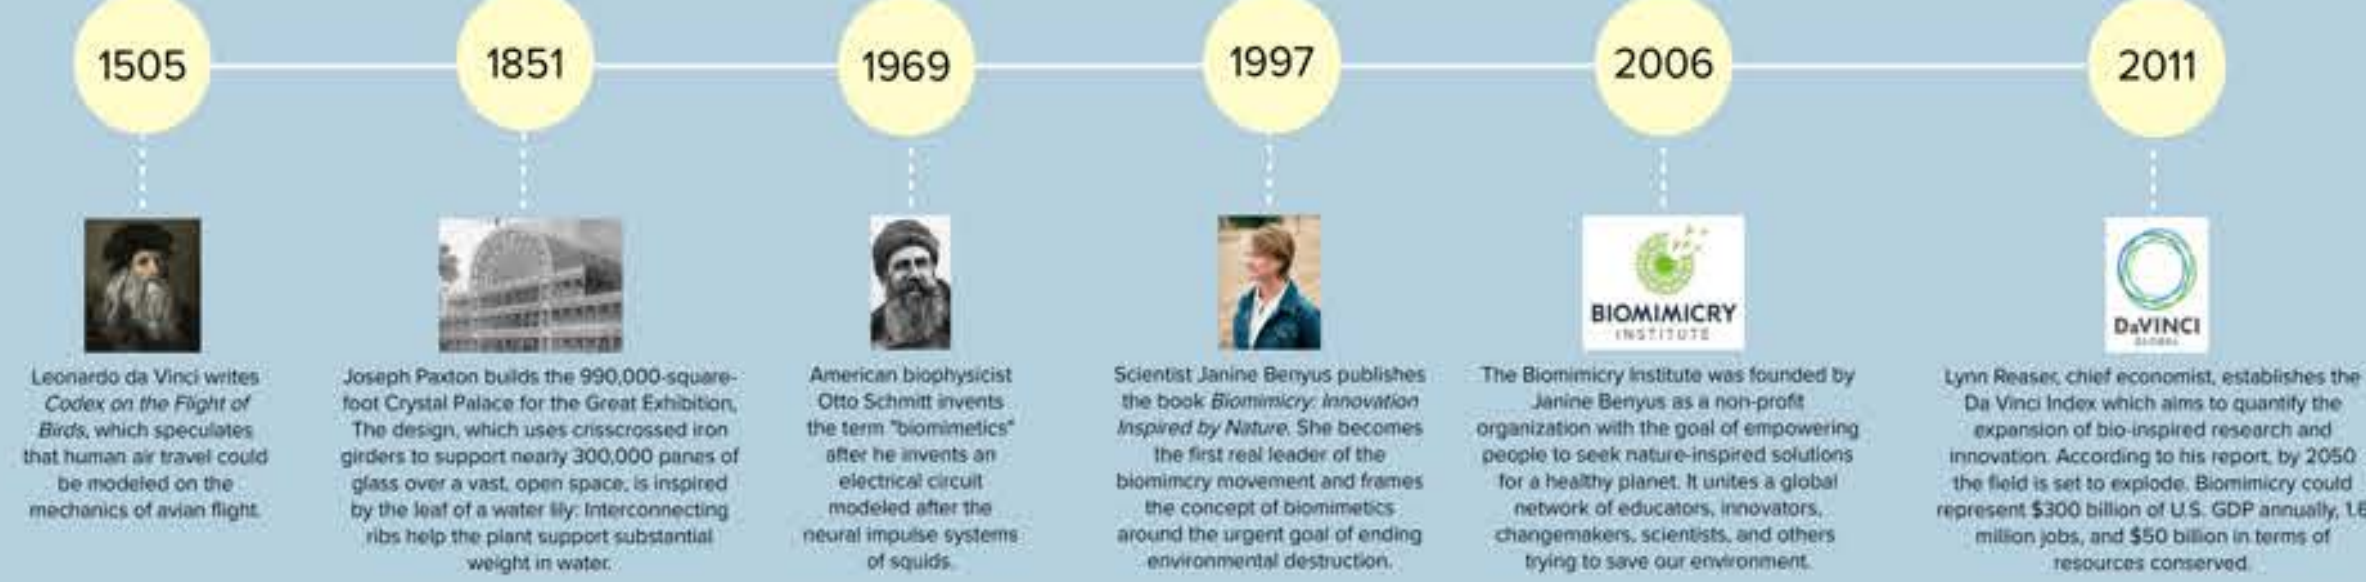 1505
1851
1969
1997
2006
2011
Leonardo da Vinci writes
Codex on the Flight of
Birds, which speculates
that human air travel could
be modeled on the
mechanics of avian flight.
Joseph Paxton builds the 990,000-square-
foot Crystal Palace for the Great Exhibition,
The design, which uses crisscrossed iron
girders to support nearly 300,000 panes of
glass over a vast, open space, is inspired
by the leaf of a water lily: Interconnecting
ribs help the plant support substantial
weight in water.
American biophysicist
Otto Schmitt invents
the term "biomimetics"
after he invents an
electrical circuit
modeled after the
neural impulse systems
of squids.
Scientist Janine Benyus publishes
the book Biomimicry: Innovation
Inspired by Nature. She becomes
the first real leader of the
biomimcry movement and frames
the concept of biomimetics
around the urgent goal of ending
environmental destruction.
BIOMIMICRY
INSTITUTE
The Biomimicry Institute was founded by
Janine Benyus as a non-profit
organization with the goal of empowering
people to seek nature-inspired solutions
for a healthy planet. It unites a global
network of educators, innovators,
changemakers, scientists, and others
trying to save our environment.
DaVINCI
GLOBAL
Lynn Reaser, chief economist, establishes the
Da Vinci Index which aims to quantify the
expansion of bio-inspired research and
innovation. According to his report, by 2050
the field is set to explode. Biomimicry could
represent $300 billion of U.S. GDP annually, 1.6
million jobs, and $50 billion in terms of
resources conserved.